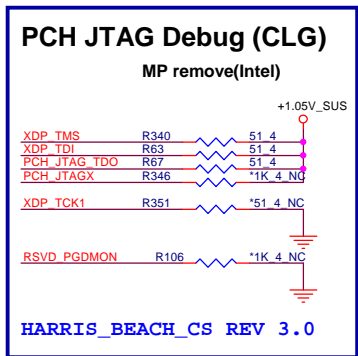 PCH JTAG Debug (CLG)
MP remove(Intel)
+1.05V_SUS
XDP_TMS R340 51_4
XDP_TDI R63 51_4
PCH_JTAG_TDO R67 51_4
PCH_JTAGX R346 *1K_4_NC
XDP_TCK1 R351 *51_4_NC
RSVD_PGDMON R106 *1K_4_NC
HARRIS_BEACH_CS REV 3.0